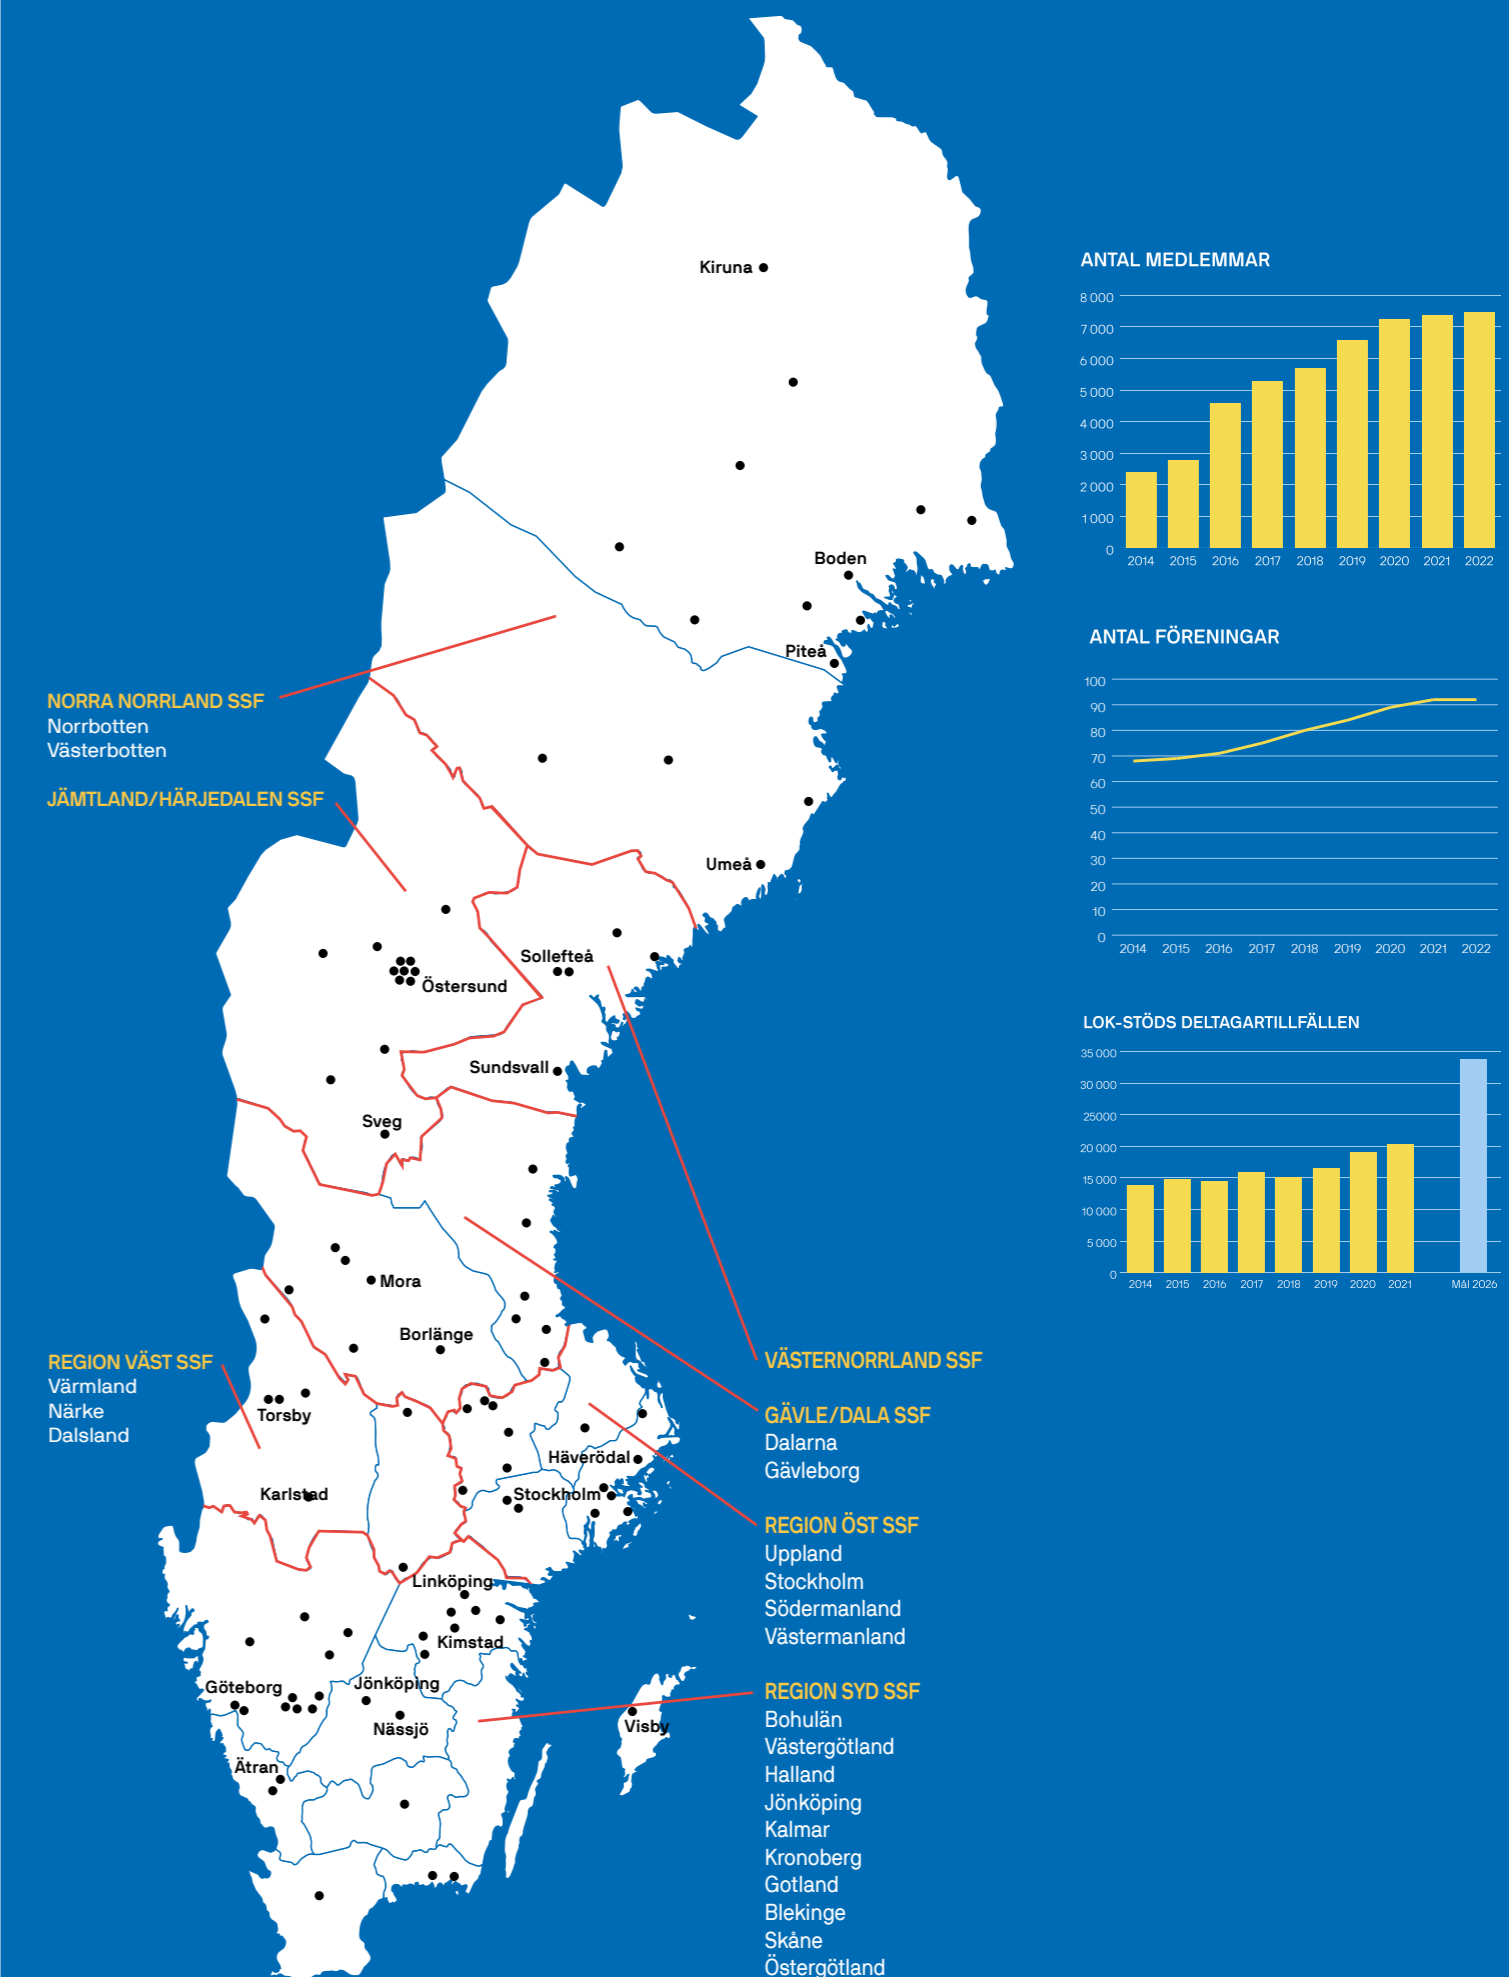 Kiruna
Boden
Piteå
Umeå
Sollefteå
Östersund
Sundsvall
Sveg
Mora
Borlänge
Torsby
Häverödal
Karlstad
Stockholm
Linköping
Kimstad
Göteborg
Jönköping
Nässjö
Visby
Ätran
NORRA NORRLAND SSF
Norrbotten
Västerbotten
JÄMTLAND/HÄRJEDALEN SSF
REGION VÄST SSF
Värmland
Närke
Dalsland
VÄSTERNORRLAND SSF
GÄVLE/DALA SSF
Dalarna
Gävleborg
REGION ÖST SSF
Uppland
Stockholm
Södermanland
Västermanland
REGION SYD SSF
Bohulän
Västergötland
Halland
Jönköping
Kalmar
Kronoberg
Gotland
Blekinge
Skåne
Östergötland
ANTAL MEDLEMMAR
8 000
7 000
6 000
5 000
4 000
3 000
2 000
1 000
0
2014 2015 2016 2017 2018 2019 2020 2021 2022
ANTAL FÖRENINGAR
100
90
80
70
60
50
40
30
20
10
0
2014 2015 2016 2017 2018 2019 2020 2021 2022
LOK-STÖDS DELTAGARTILLFÄLLEN
35 000
30 000
25000
20 000
15 000
10 000
5 000
0
2014 2015 2016 2017 2018 2019 2020 2021 Mål 2026